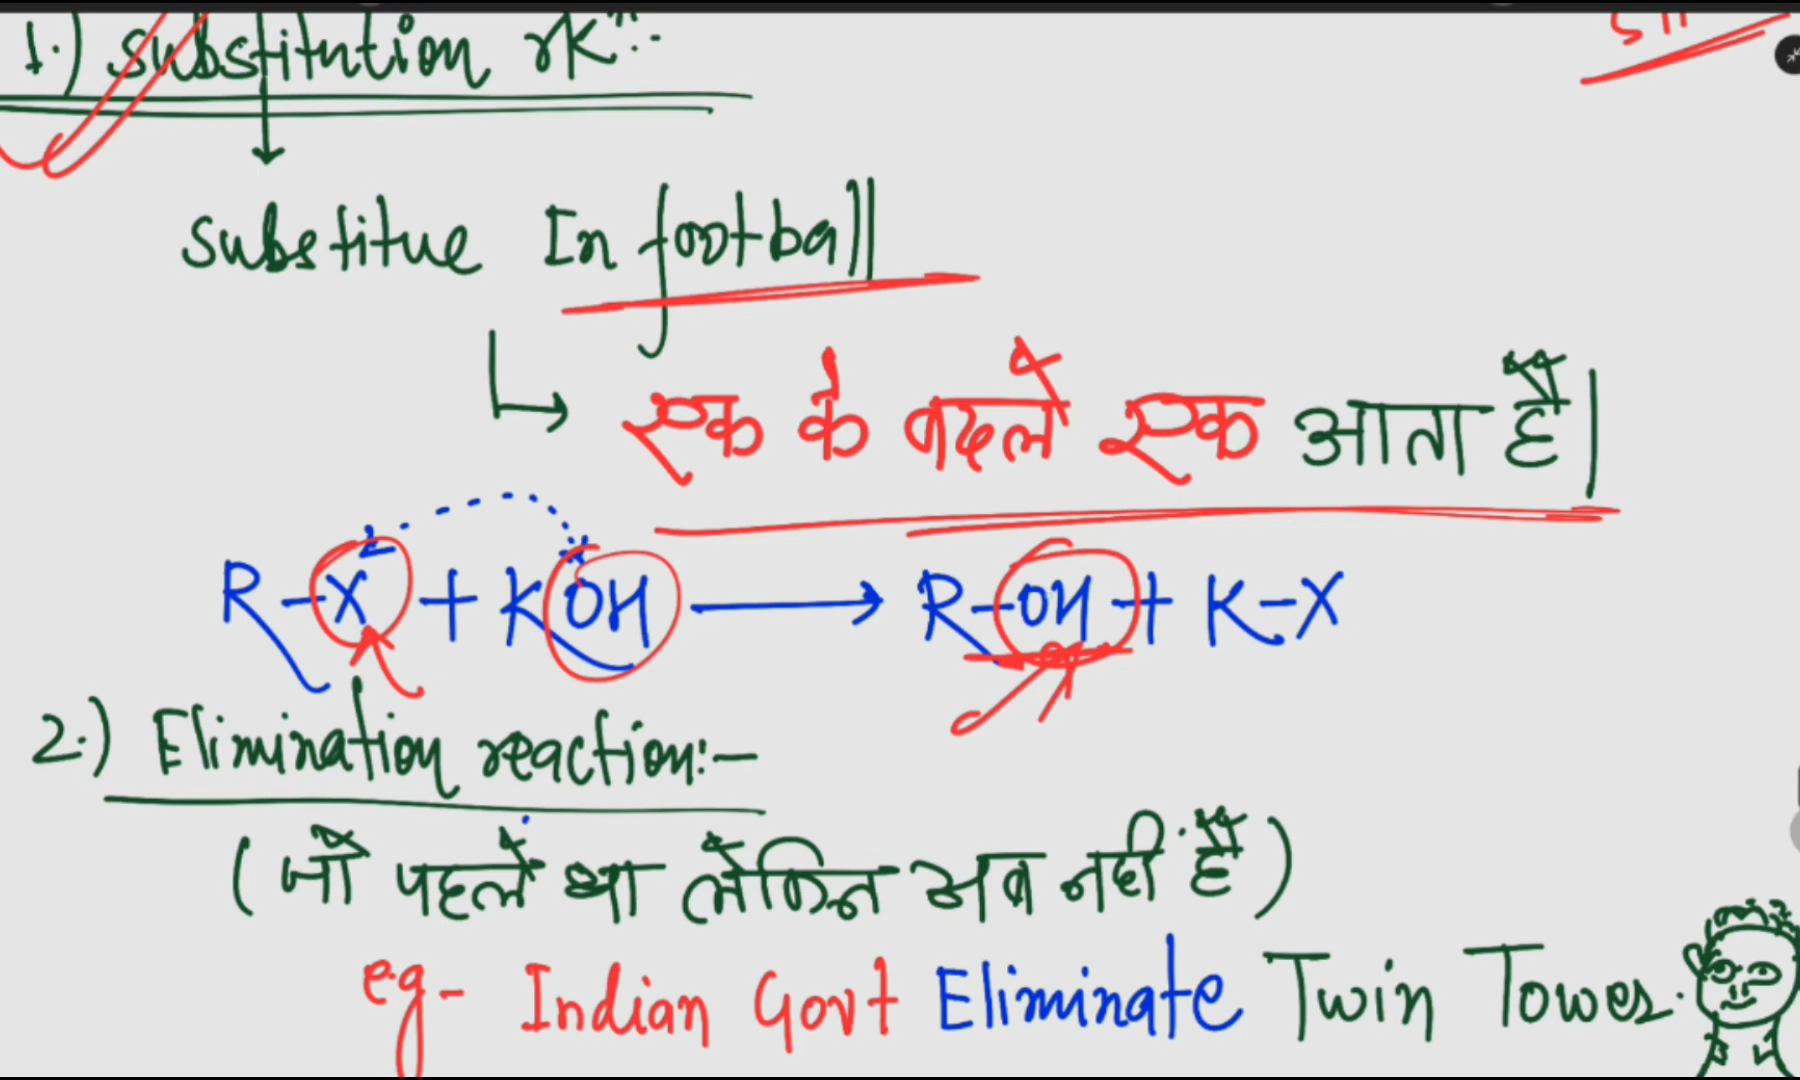 1.) substitution rxⁿ:-
substitue In football
एक के बदले एक आता है|
R-X + KOH → R-OH + K-X
2.) Elimination reaction:-
(जो पहले था लेकिन अब नहीं है)
eg- Indian Govt Eliminate Twin Tower.